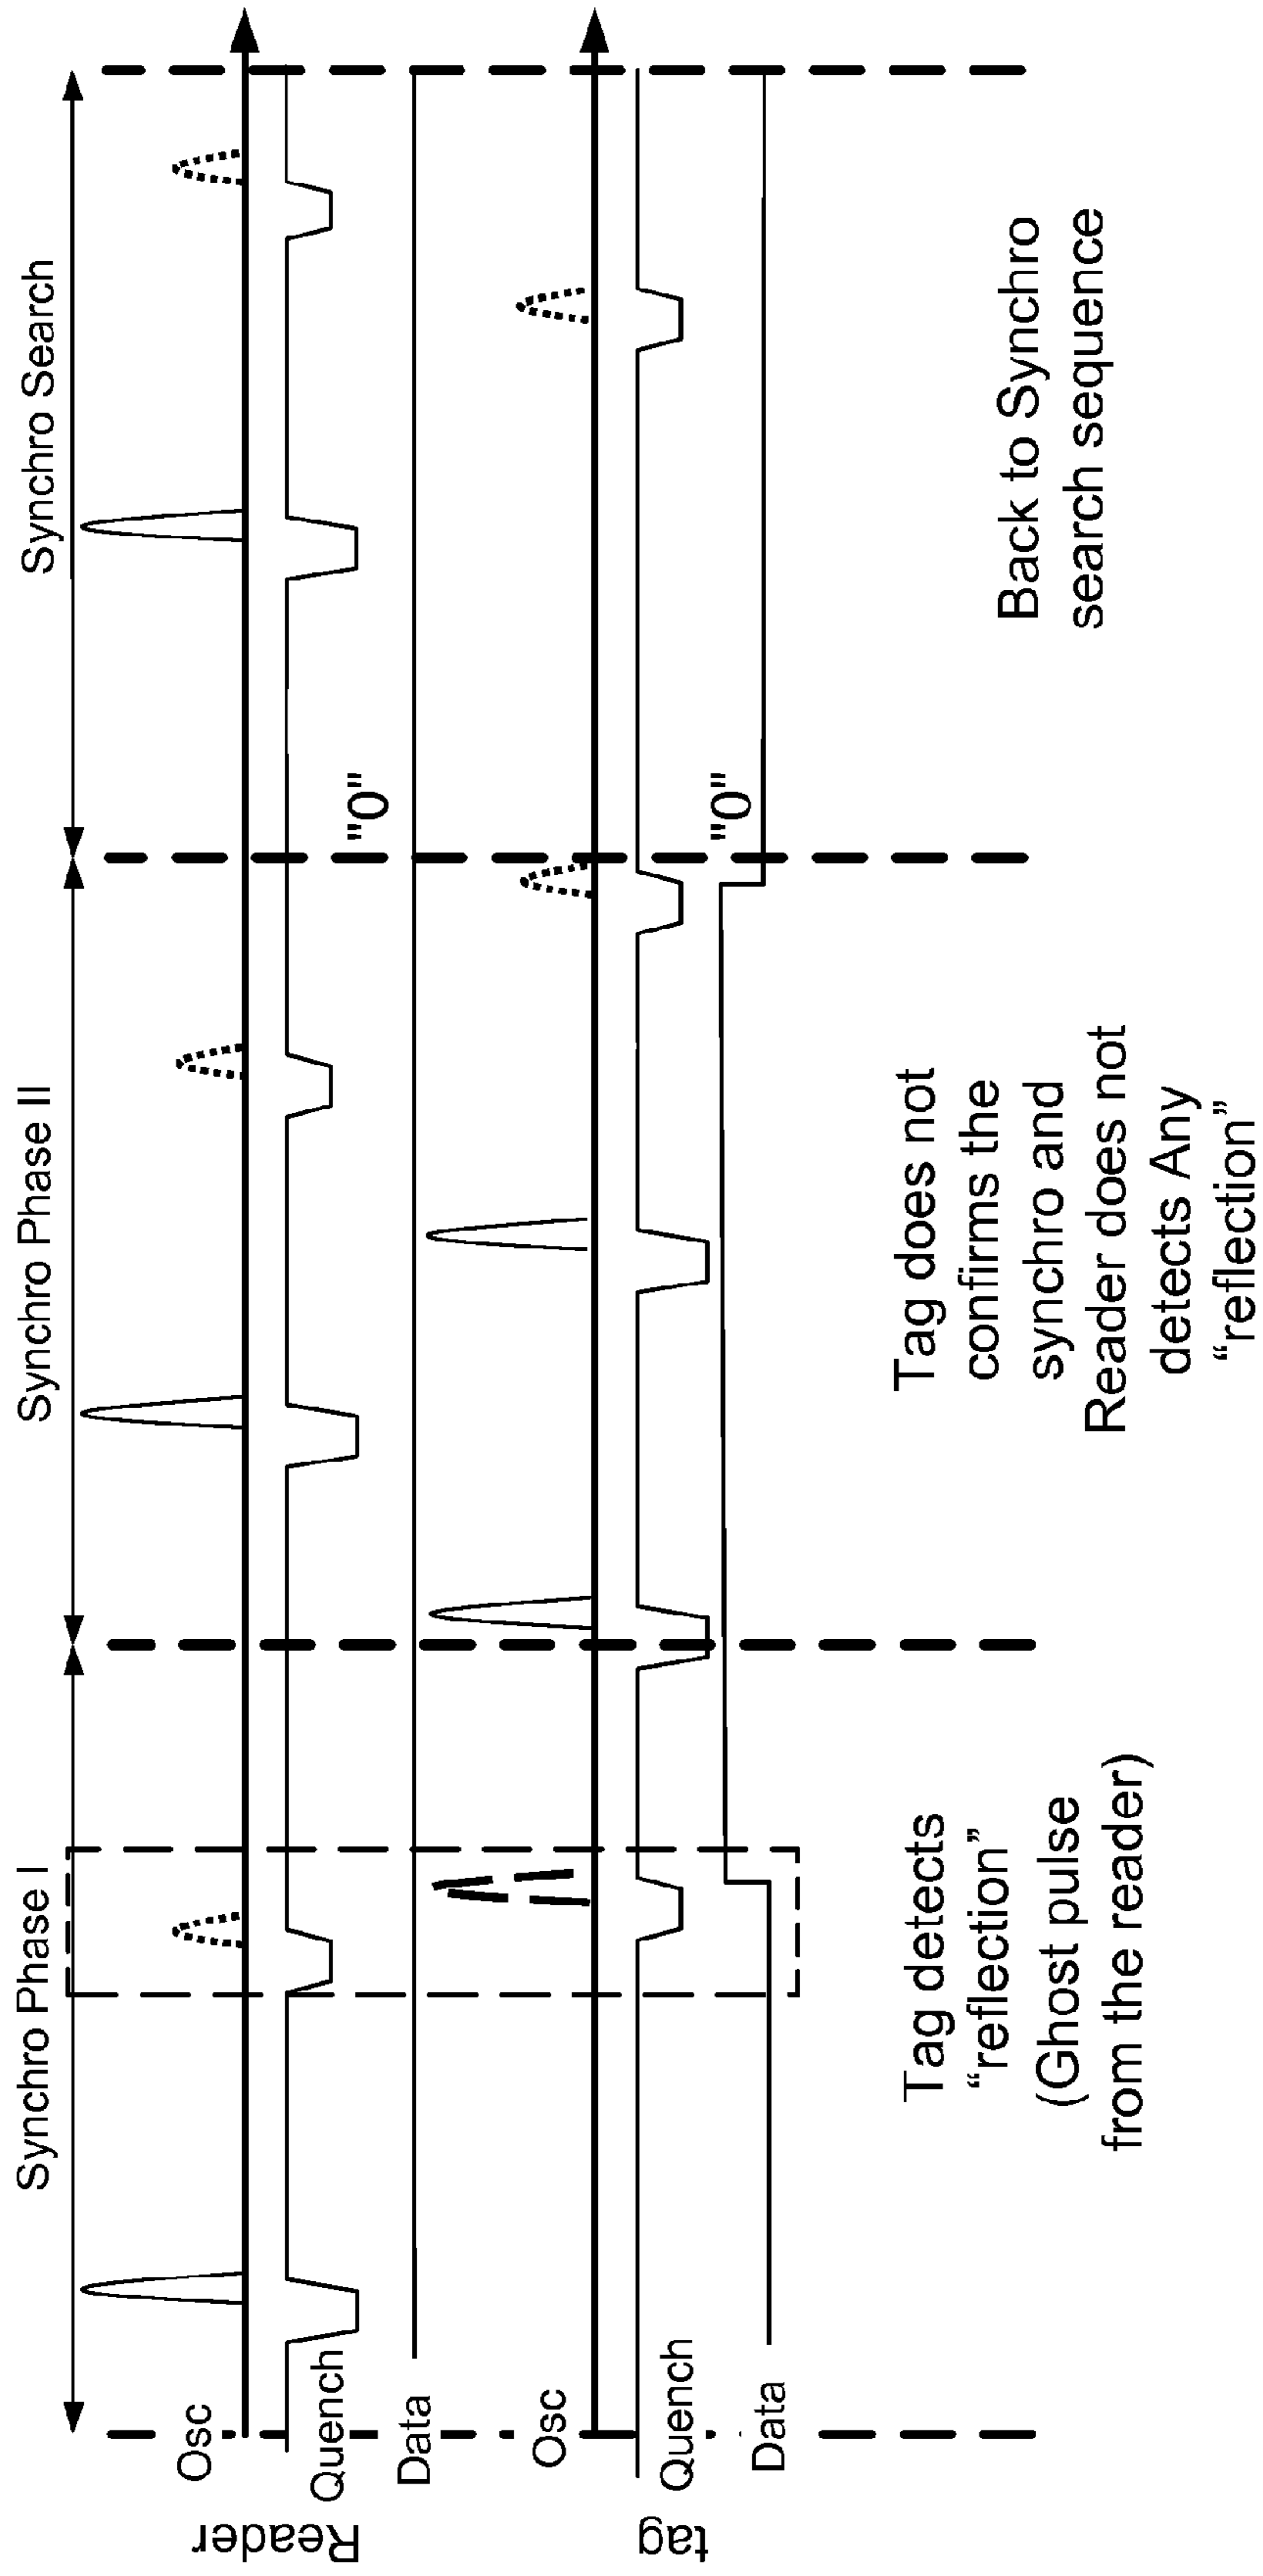 Synchro Phase I
Synchro Phase II
Synchro Search
Reader
Osc
Quench
Data
"0"
tag
Osc
Quench
Data
"0"
Tag detects
“reflection”
(Ghost pulse
from the reader)
Tag does not
confirms the
synchro and
Reader does not
detects Any
“reflection”
Back to Synchro
search sequence